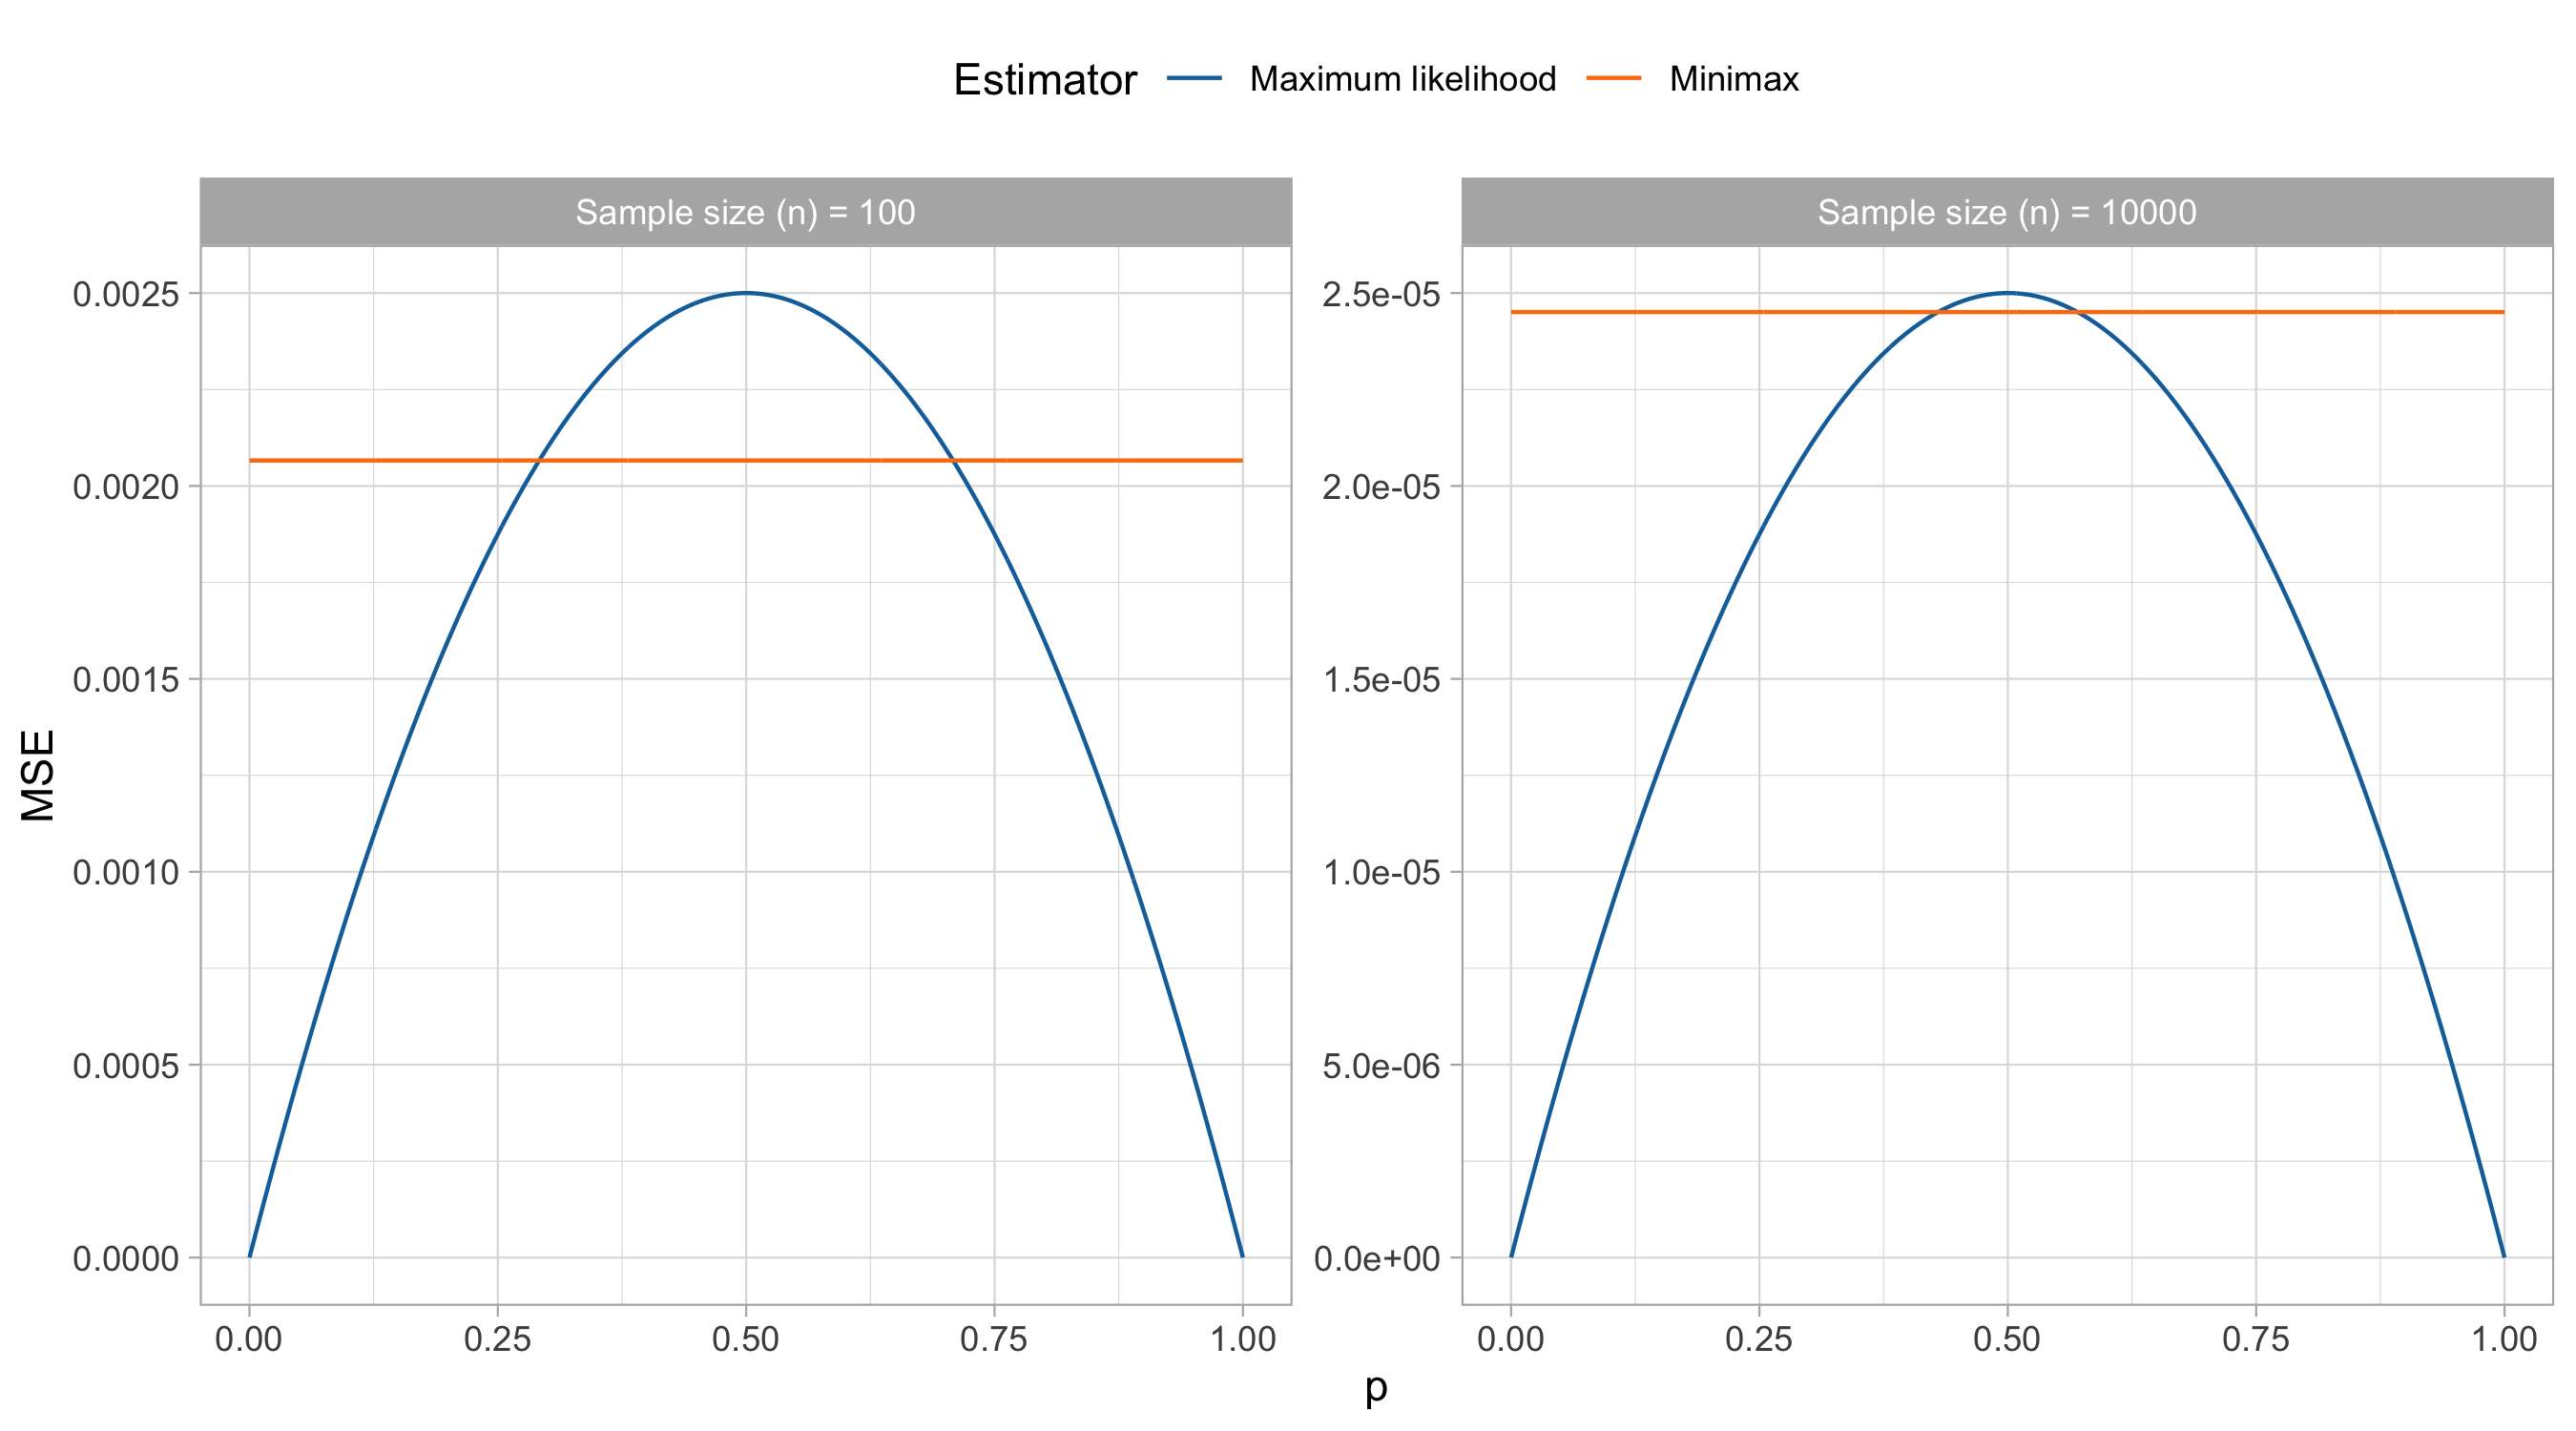 Estimator Maximum likelihood Minimax
Sample size (n) = 100
Sample size (n) = 10000
MSE
0.0025
0.0020
0.0015
0.0010
0.0005
0.0000
2.5e-05
2.0e-05
1.5e-05
1.0e-05
5.0e-06
0.0e+00
0.00 0.25 0.50 0.75 1.00
0.00 0.25 0.50 0.75 1.00
p